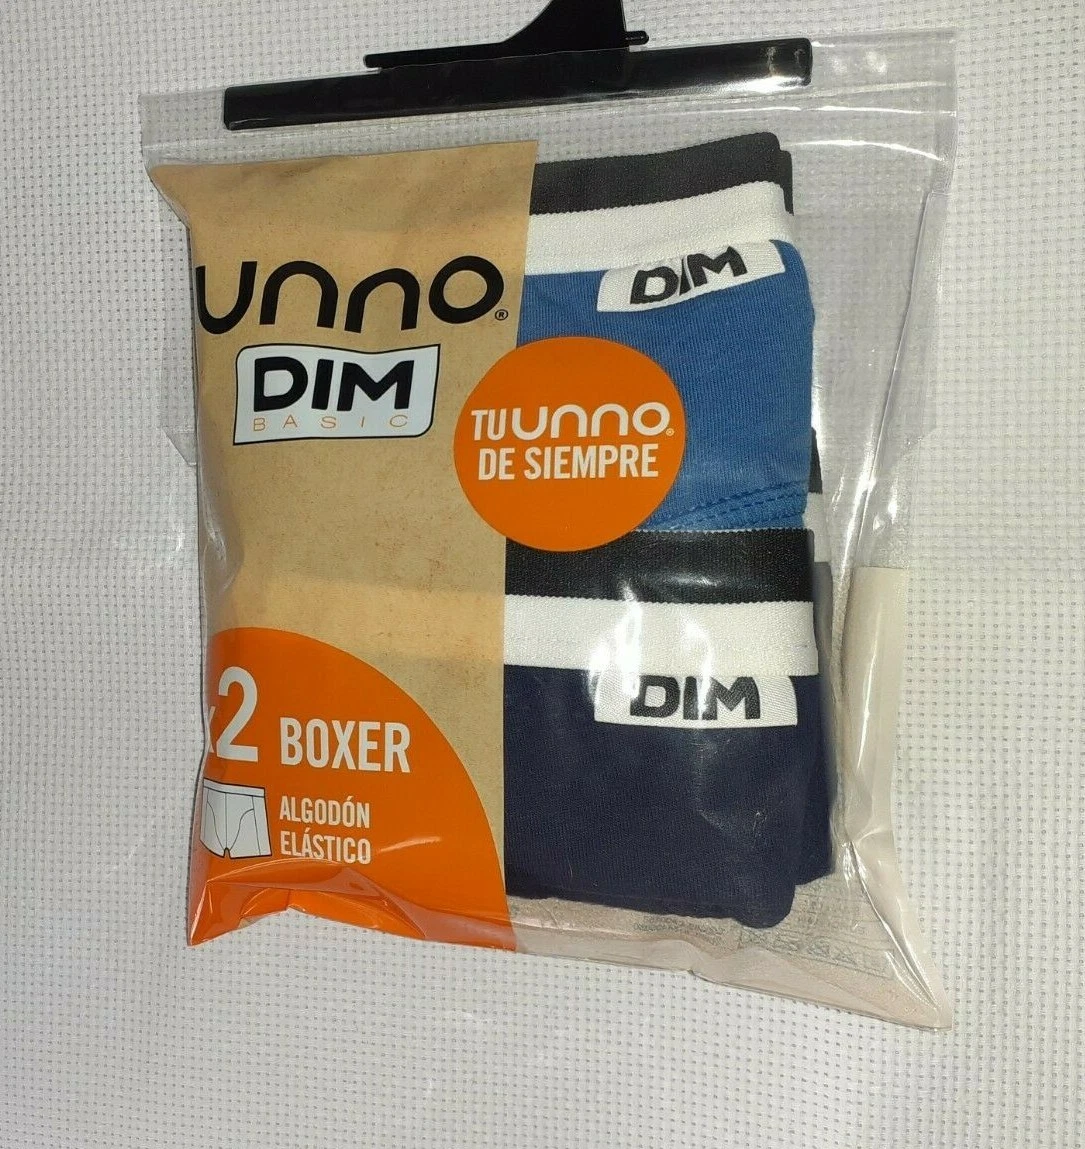 unno®
DIM
BASIC
DIM
TU unno®
DE SIEMPRE
DIM
x2 BOXER
ALGODÓN
ELÁSTICO